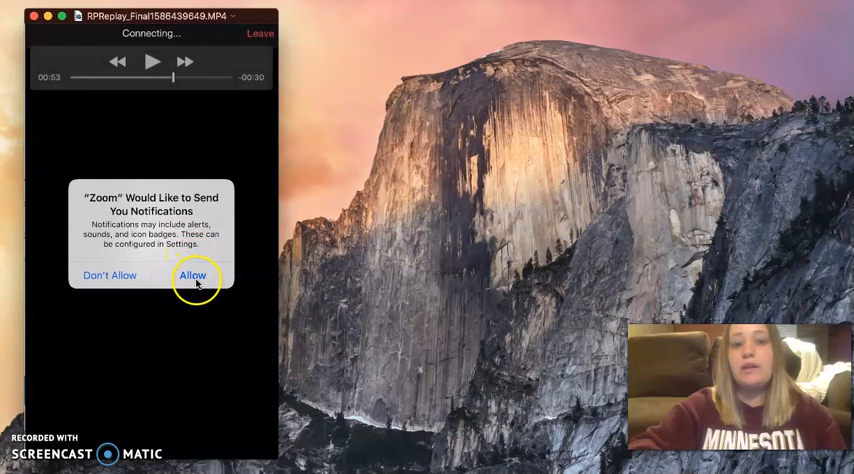 RPReplay_Final1586439649.MP4
Connecting...
Leave
00:53
-00:30
“Zoom” Would Like to Send
You Notifications
Notifications may include alerts,
sounds, and icon badges. These can
be configured in Settings.
Don't Allow
Allow
RECORDED WITH
SCREENCAST MATIC
MINNESOTA